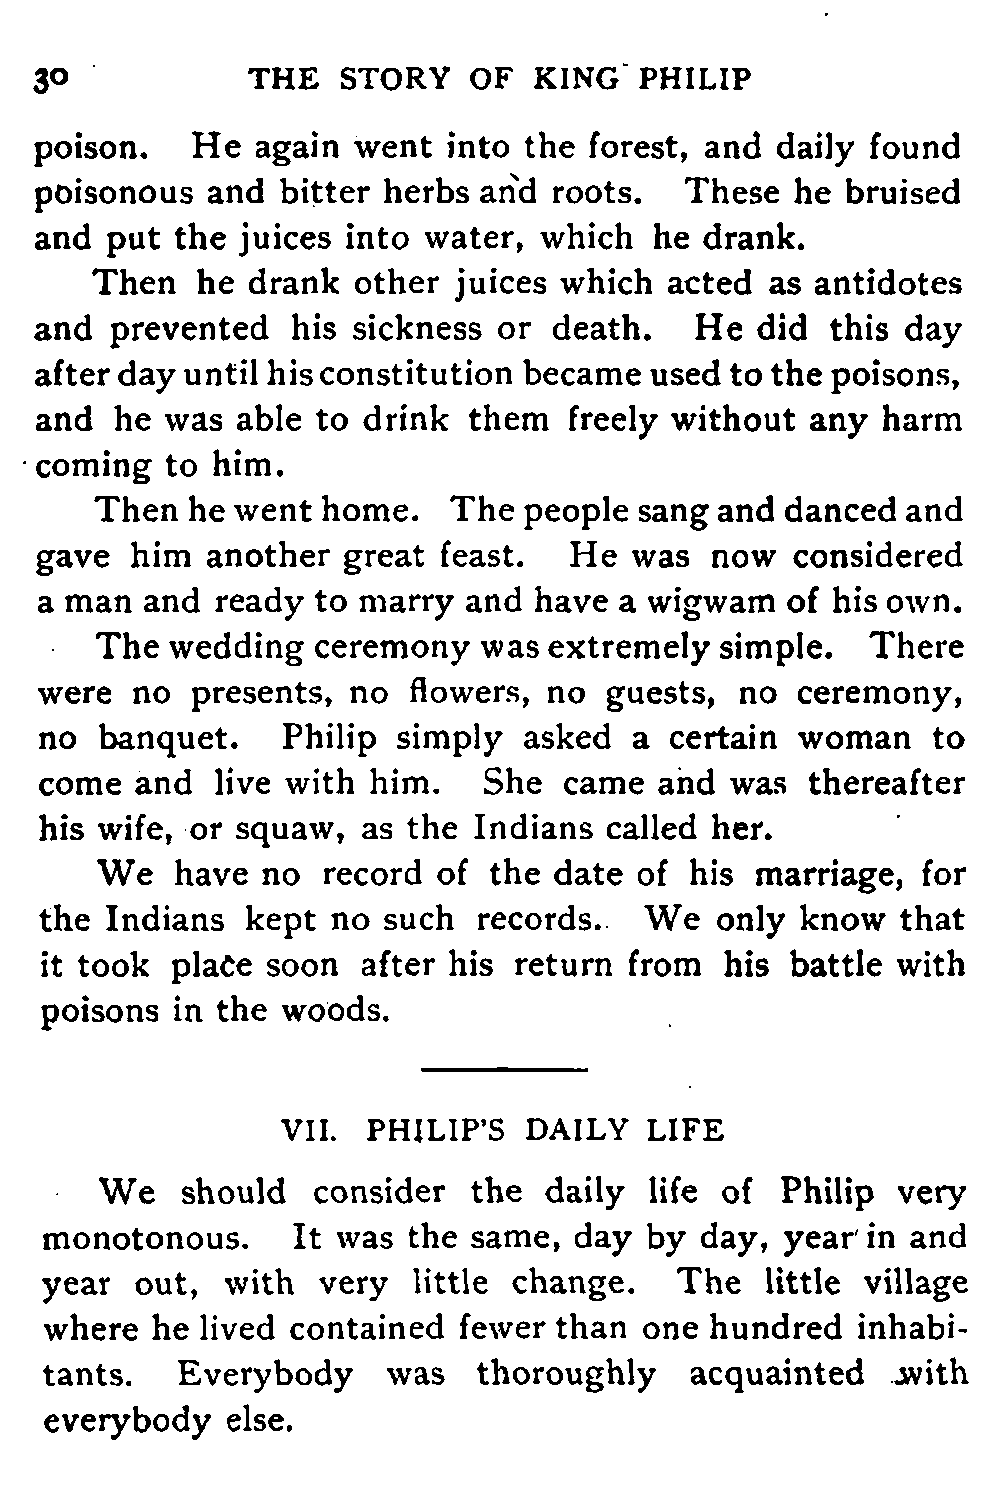 30 THE STORY OF KING PHILIP
poison. He again went into the forest, and daily found
poisonous and bitter herbs and roots. These he bruised
and put the juices into water, which he drank.
Then he drank other juices which acted as antidotes
and prevented his sickness or death. He did this day
after day until his constitution became used to the poisons,
and he was able to drink them freely without any harm
coming to him.
Then he went home. The people sang and danced and
gave him another great feast. He was now considered
a man and ready to marry and have a wigwam of his own.
The wedding ceremony was extremely simple. There
were no presents, no flowers, no guests, no ceremony,
no banquet. Philip simply asked a certain woman to
come and live with him. She came and was thereafter
his wife, or squaw, as the Indians called her.
We have no record of the date of his marriage, for
the Indians kept no such records. We only know that
it took place soon after his return from his battle with
poisons in the woods.
VII. PHILIP'S DAILY LIFE
We should consider the daily life of Philip very
monotonous. It was the same, day by day, year in and
year out, with very little change. The little village
where he lived contained fewer than one hundred inhabi-
tants. Everybody was thoroughly acquainted with
everybody else.